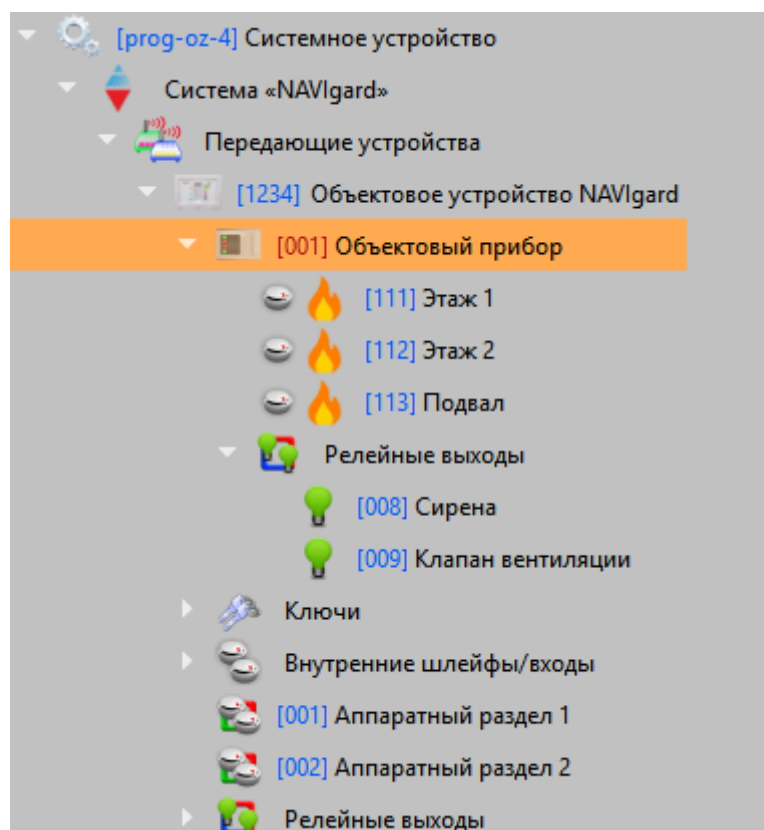 [prog-oz-4] Системное устройство
Система «NAVIgard»
Передающие устройства
[1234] Объектовое устройство NAVIgard
[001] Объектовый прибор
[111] Этаж 1
[112] Этаж 2
[113] Подвал
Релейные выходы
[008] Сирена
[009] Клапан вентиляции
Ключи
Внутренние шлейфы/входы
[001] Аппаратный раздел 1
[002] Аппаратный раздел 2
Релейные выходы